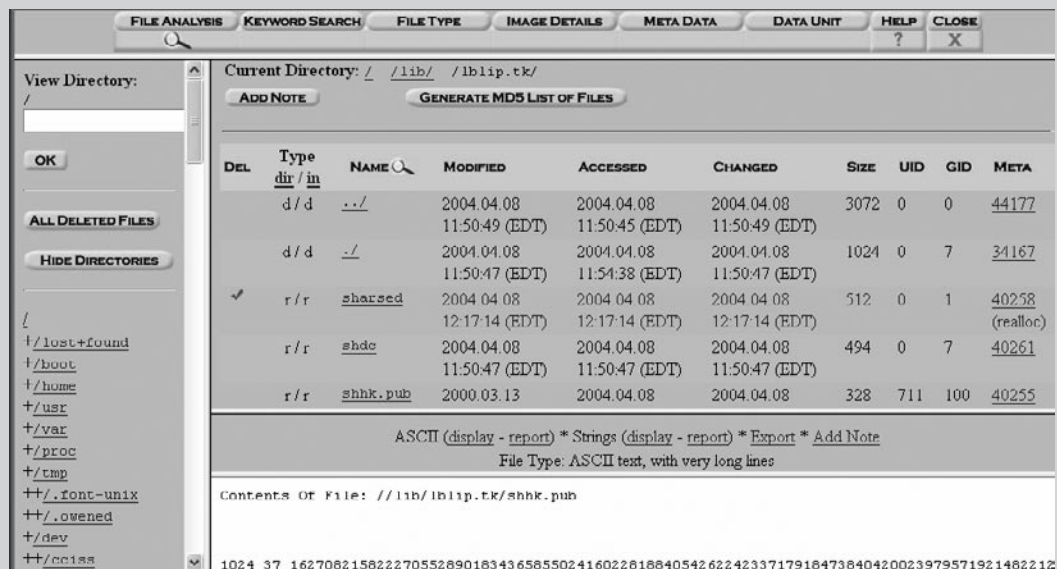 FILE ANALYSIS KEYWORD SEARCH FILE TYPE IMAGE DETAILS META DATA DATA UNIT HELP CLOSE
? X
View Directory:
/
OK
ALL DELETED FILES
HIDE DIRECTORIES
/
+/lost+found
+/boot
+/home
+/usr
+/var
+/proc
+/tmp
++/.font-unix
++/.owened
+/dev
++/cciss
Current Directory: / /lib/ /lblip.tk/
ADD NOTE GENERATE MD5 LIST OF FILES
DEL Type dir / in NAME MODIFIED ACCESSED CHANGED SIZE UID GID META
d / d ../ 2004.04.08 2004.04.08 2004.04.08 3072 0 0 44177
11:50:49 (EDT) 11:50:45 (EDT) 11:50:49 (EDT)
d / d ./ 2004.04.08 2004.04.08 2004.04.08 1024 0 7 34167
11:50:47 (EDT) 11:54:38 (EDT) 11:50:47 (EDT)
r / r sharsed 2004.04.08 2004.04.08 2004.04.08 512 0 1 40258
12:17:14 (EDT) 12:17:14 (EDT) 12:17:14 (EDT) (realloc)
r / r shdc 2004.04.08 2004.04.08 2004.04.08 494 0 7 40261
11:50:47 (EDT) 11:50:47 (EDT) 11:50:47 (EDT)
r / r shhk.pub 2000.03.13 2004.04.08 2004.04.08 328 711 100 40255
ASCII (display - report) * Strings (display - report) * Export * Add Note
File Type: ASCII text, with very long lines
Contents Of File: //lib/lblip.tk/shhk.pub
1024 37